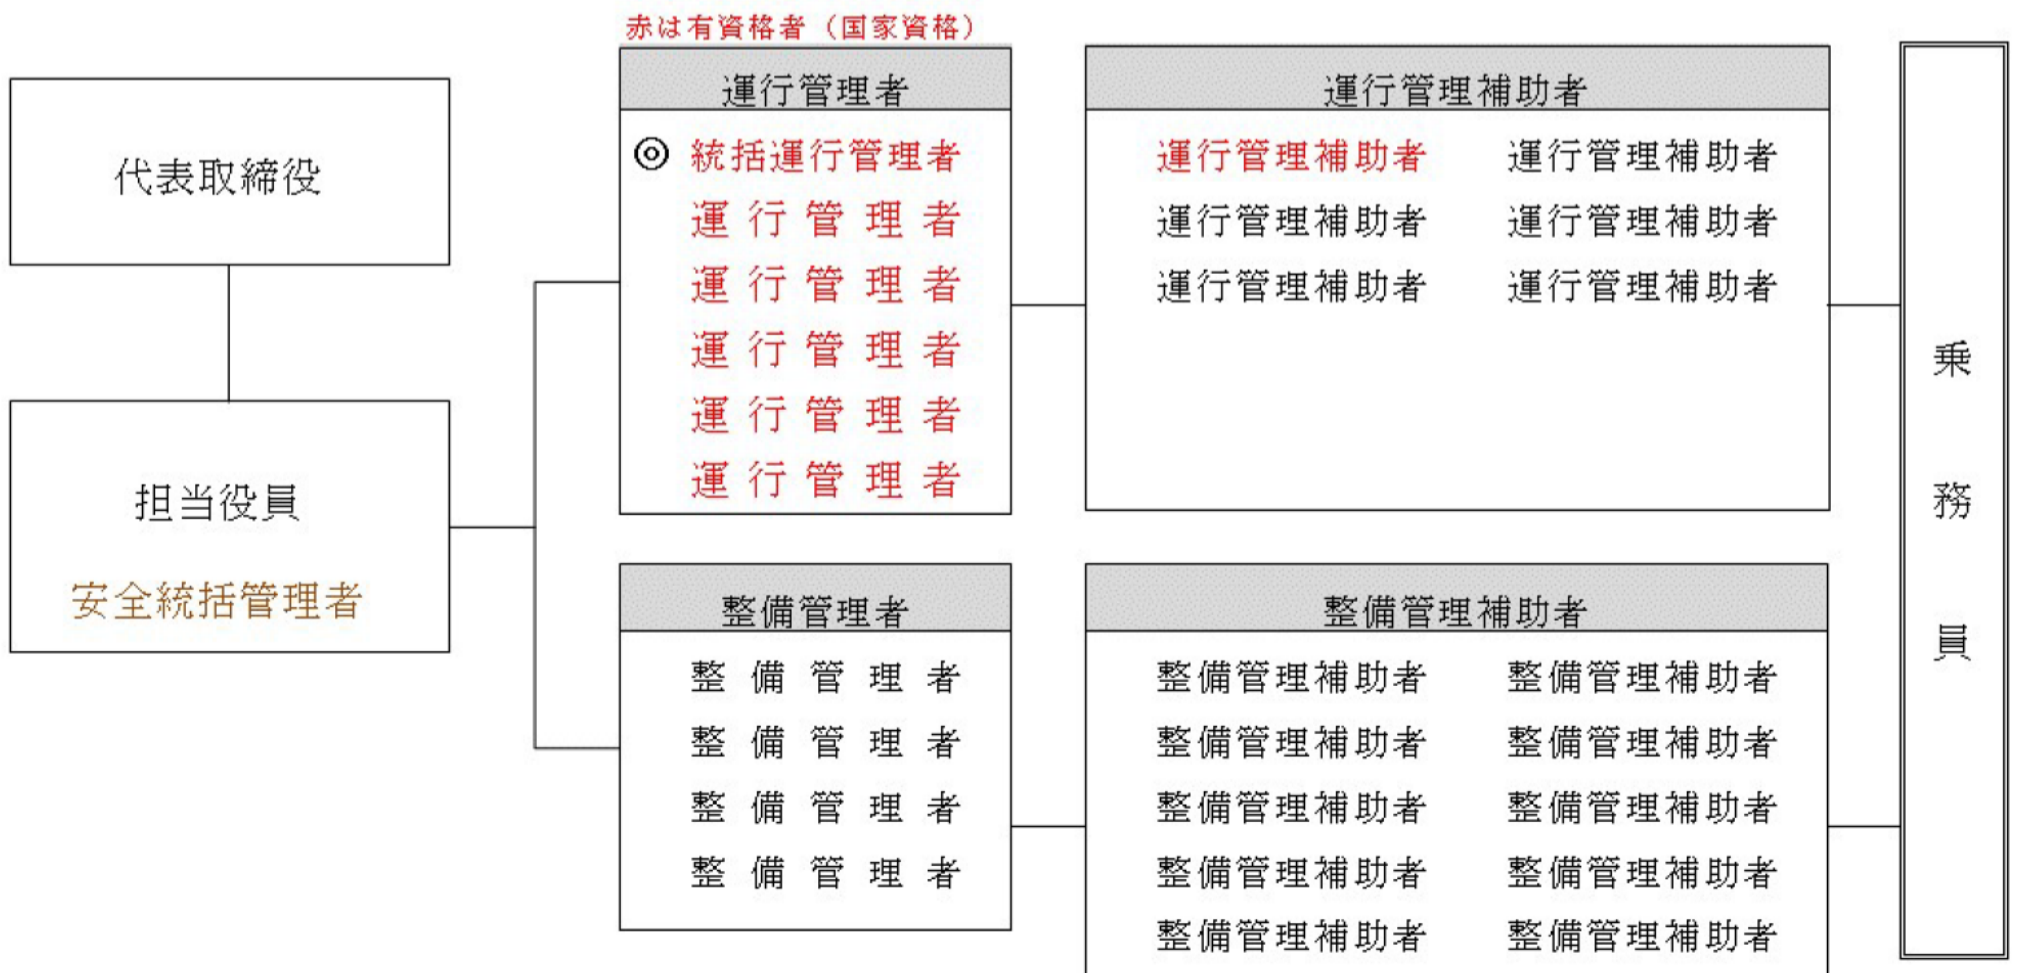 赤は有資格者（国家資格）
代表取締役
担当役員
安全統括管理者
運行管理者
◎ 統括運行管理者
運行管理者
運行管理者
運行管理者
運行管理者
運行管理者
運行管理補助者
運行管理補助者 運行管理補助者
運行管理補助者 運行管理補助者
運行管理補助者 運行管理補助者
整備管理者
整備管理者
整備管理者
整備管理者
整備管理者
整備管理補助者
整備管理補助者 整備管理補助者
整備管理補助者 整備管理補助者
整備管理補助者 整備管理補助者
整備管理補助者 整備管理補助者
整備管理補助者 整備管理補助者
乗務員